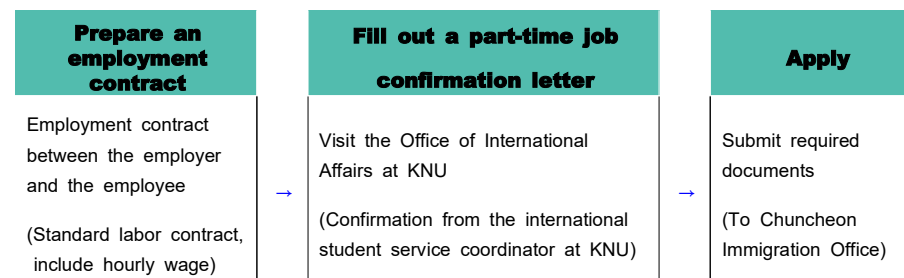 Prepare an
employment
contract
Employment contract
between the employer
and the employee
(Standard labor contract,
include hourly wage)
→
Fill out a part-time job
confirmation letter
Visit the Office of International
Affairs at KNU
(Confirmation from the international
student service coordinator at KNU)
→
Apply
Submit required
documents
(To Chuncheon
Immigration Office)